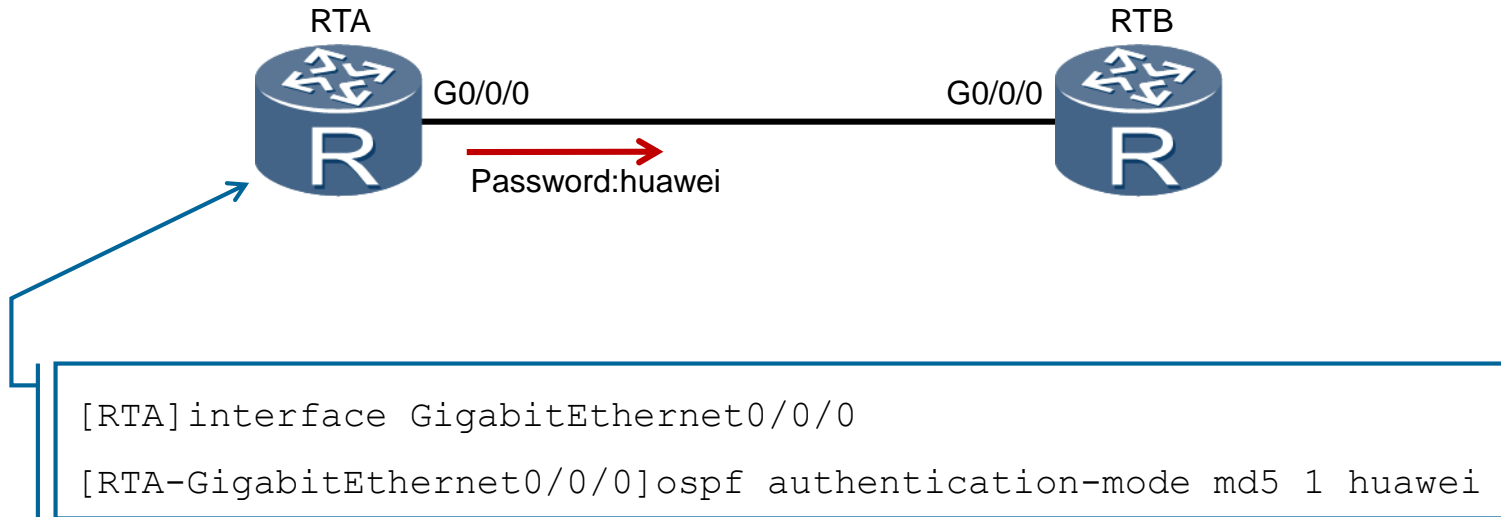 RTA
RTB
G0/0/0
G0/0/0
R
R
Password:huawei
[RTA]interface GigabitEthernet0/0/0
[RTA-GigabitEthernet0/0/0]ospf authentication-mode md5 1 huawei